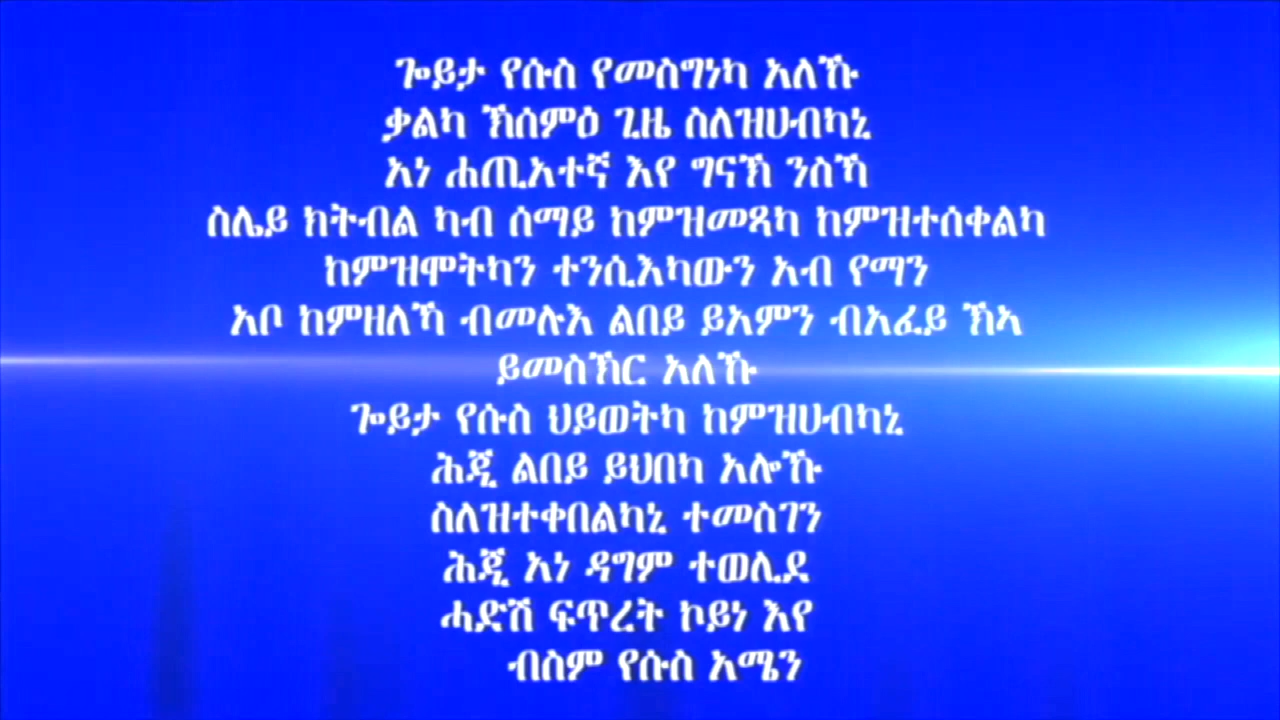 ጐይታ የሱስ የመስግነካ አለኹ
ቃልካ ኽሰምዕ ጊዜ ስለዝሀብካኒ
አነ ሐጢአተኛ እየ ግናኽ ንስኻ
ስሌይ ክትብል ካብ ሰማይ ከምዝመጻካ ከምዝተሰቀልካ
ከምዝሞትካን ተንሲእካውን አብ የማን
አቦ ከምዘለኻ ብመሉእ ልበይ ይአምን ብአፈይ ኽኣ
ይመስኽር አለኹ
ጐይታ የሱስ ህይወትካ ከምዝሀብካኒ
ሕጂ ልበይ ይህበካ አሎኹ
ስለዝተቀበልካኒ ተመስገን
ሕጂ አነ ዳግም ተወሊደ
ሓድሽ ፍጥረት ኮይነ እየ
ብስም የሱስ አሜን